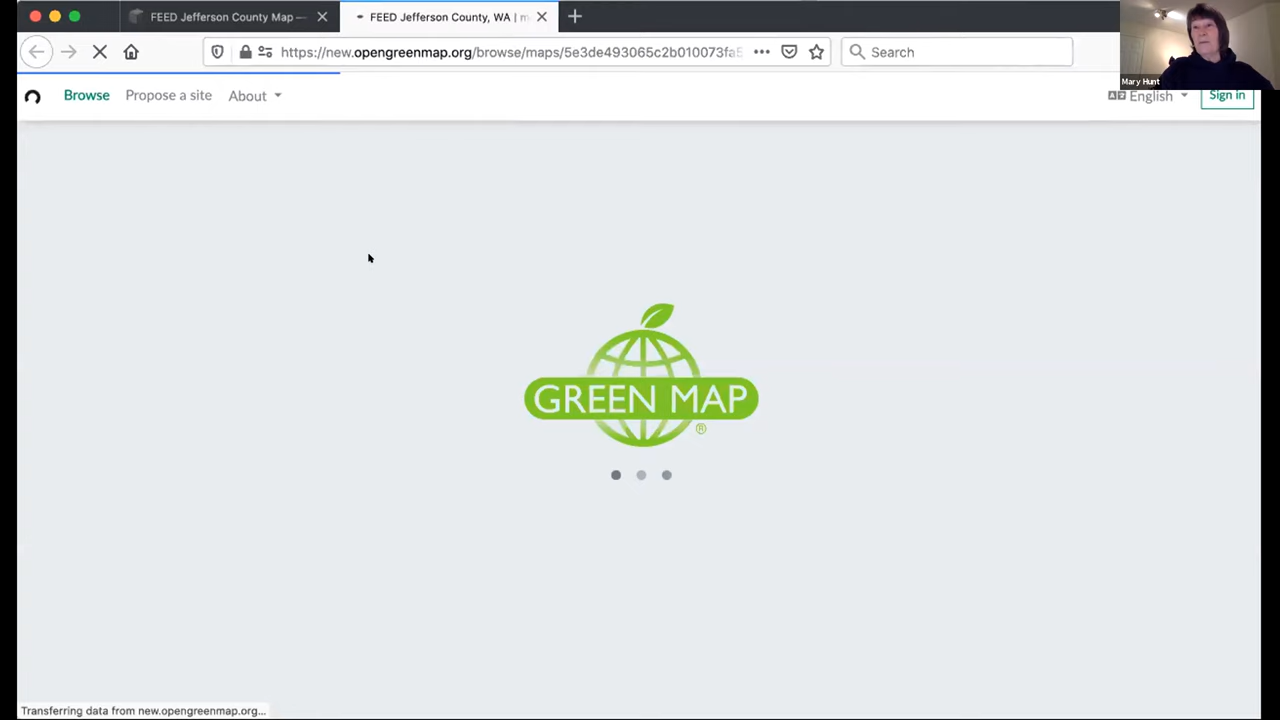 FEED Jefferson County Map —
FEED Jefferson County, WA | m
https://new.opengreenmap.org/browse/maps/5e3de493065c2b010073fa5
Search
Mary Hunt
Browse
Propose a site
About
English
Sign in
GREEN MAP
®
Transferring data from new.opengreenmap.org...